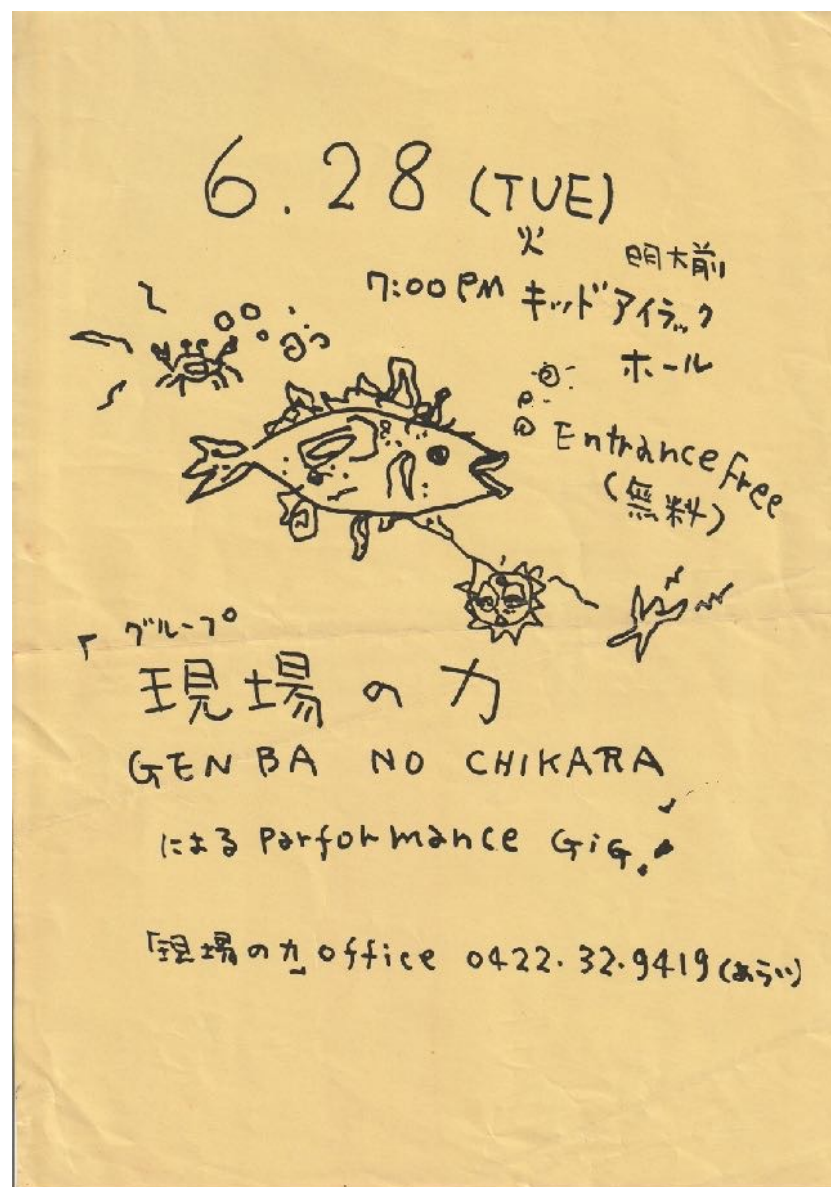 6.28 (TUE)
火
明大前
7:00PM キッド アイラック
ホール
Entrance free
(無料)
「グループ
現場の力
GENBA NO CHIKARA
による Parformance GiG.
「現場の力」office 0422.32.9419 (あらい)